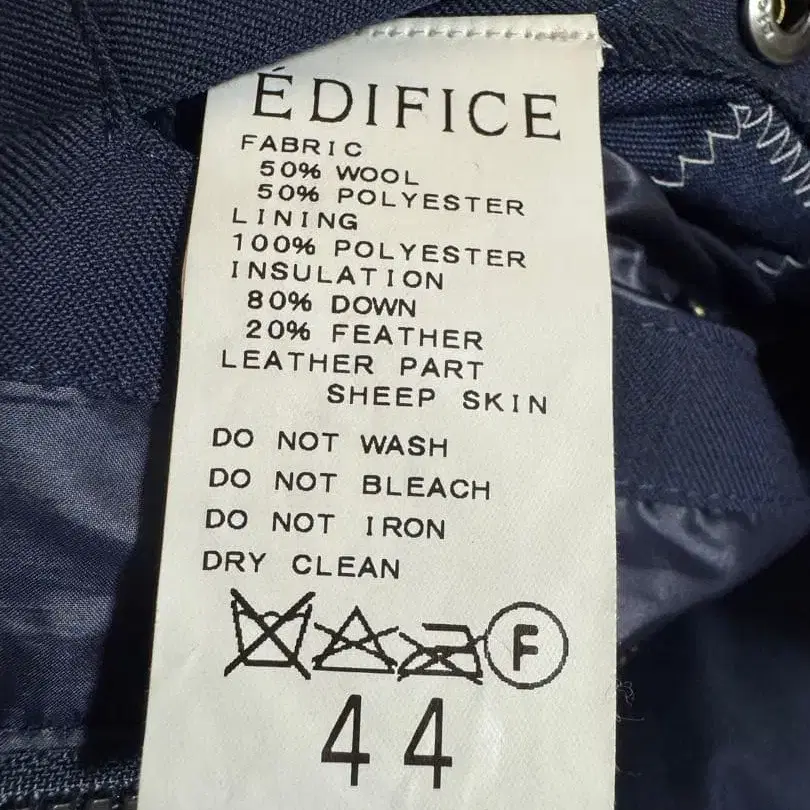 ÉDIFICE
FABRIC
50% WOOL
50% POLYESTER
LINING
100% POLYESTER
INSULATION
80% DOWN
20% FEATHER
LEATHER PART
SHEEP SKIN
DO NOT WASH
DO NOT BLEACH
DO NOT IRON
DRY CLEAN
F
44